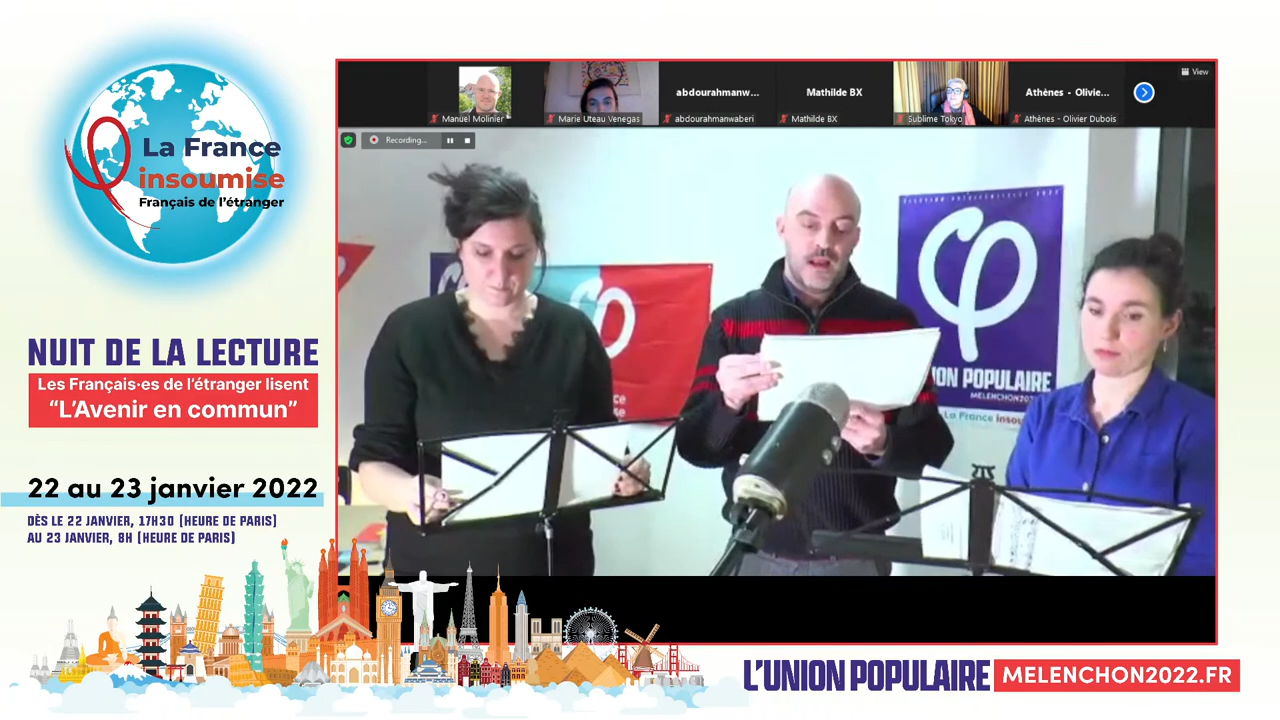 La France
insoumise
Français de l'étranger
NUIT DE LA LECTURE
Les Français·es de l'étranger lisent
“L'Avenir en commun”
22 au 23 janvier 2022
DÈS LE 22 JANVIER, 17H30 (HEURE DE PARIS)
AU 23 JANVIER, 8H (HEURE DE PARIS)
View
abdourahmanw...
Mathilde BX
Athènes - Olivie...
Manuel Molinier
Marie Uteau Venegas
abdourahmanwaberi
Mathilde BX
Sublime Tokyo
Athènes - Olivier Dubois
Recording...
ION POPULAIRE
MELENCHON202
La France insou
L'UNION POPULAIRE
MELENCHON2022.FR